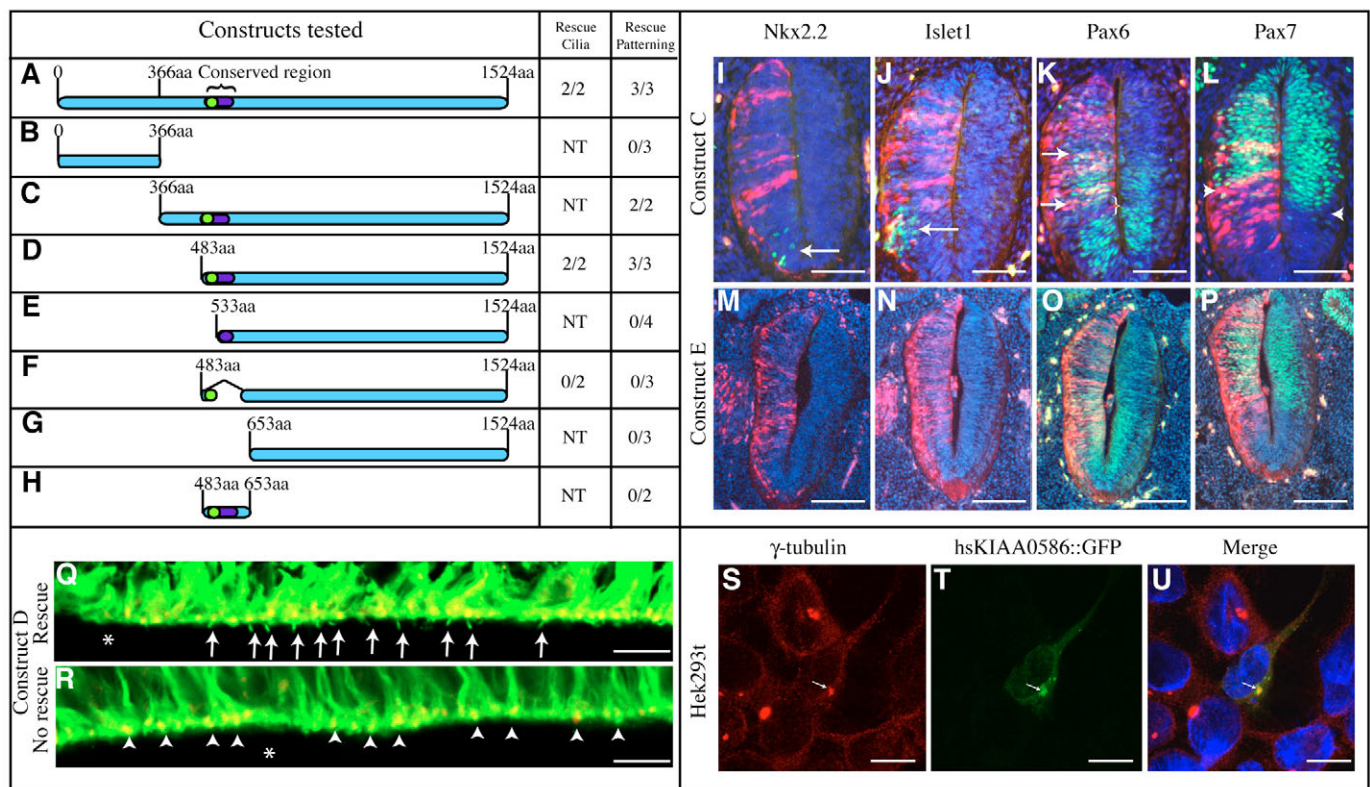 Constructs tested
Rescue Cilia
Rescue Patterning
A
0
366aa
Conserved region
1524aa
2/2
3/3
B
0
366aa
NT
0/3
C
366aa
1524aa
NT
2/2
D
483aa
1524aa
2/2
3/3
E
533aa
1524aa
NT
0/4
F
483aa
1524aa
0/2
0/3
G
653aa
1524aa
NT
0/3
H
483aa 653aa
NT
0/2
Nkx2.2
Islet1
Pax6
Pax7
Construct C
I
J
K
L
Construct E
M
N
O
P
Construct D
Rescue
Q
*
No rescue
R
*
γ-tubulin
hsKIAA0586::GFP
Merge
Hek293t
S
T
U